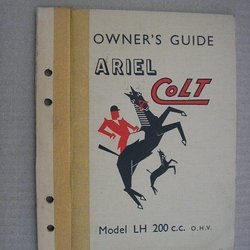 OWNER'S GUIDE
ARIEL
COLT
Model LH 200 c.c. O.H.V.